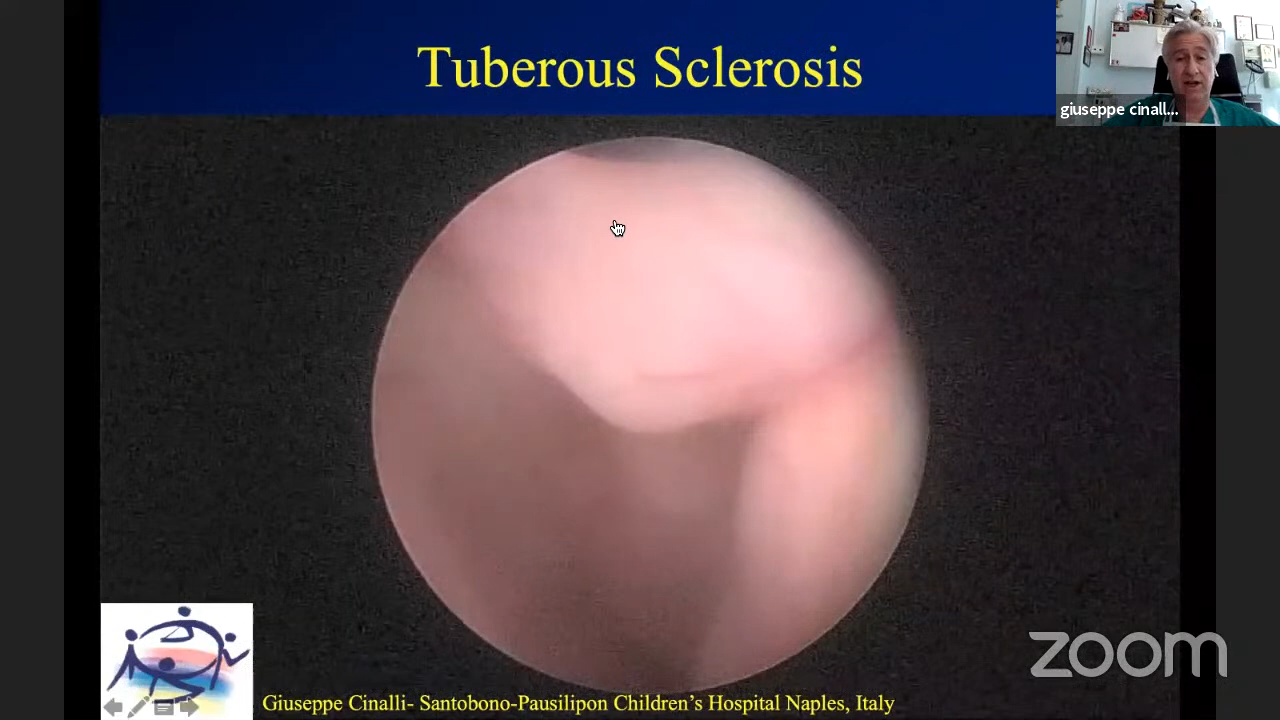 Tuberous Sclerosis
giuseppe cinall...
zoom
Giuseppe Cinalli- Santobono-Pausilipon Children’s Hospital Naples, Italy